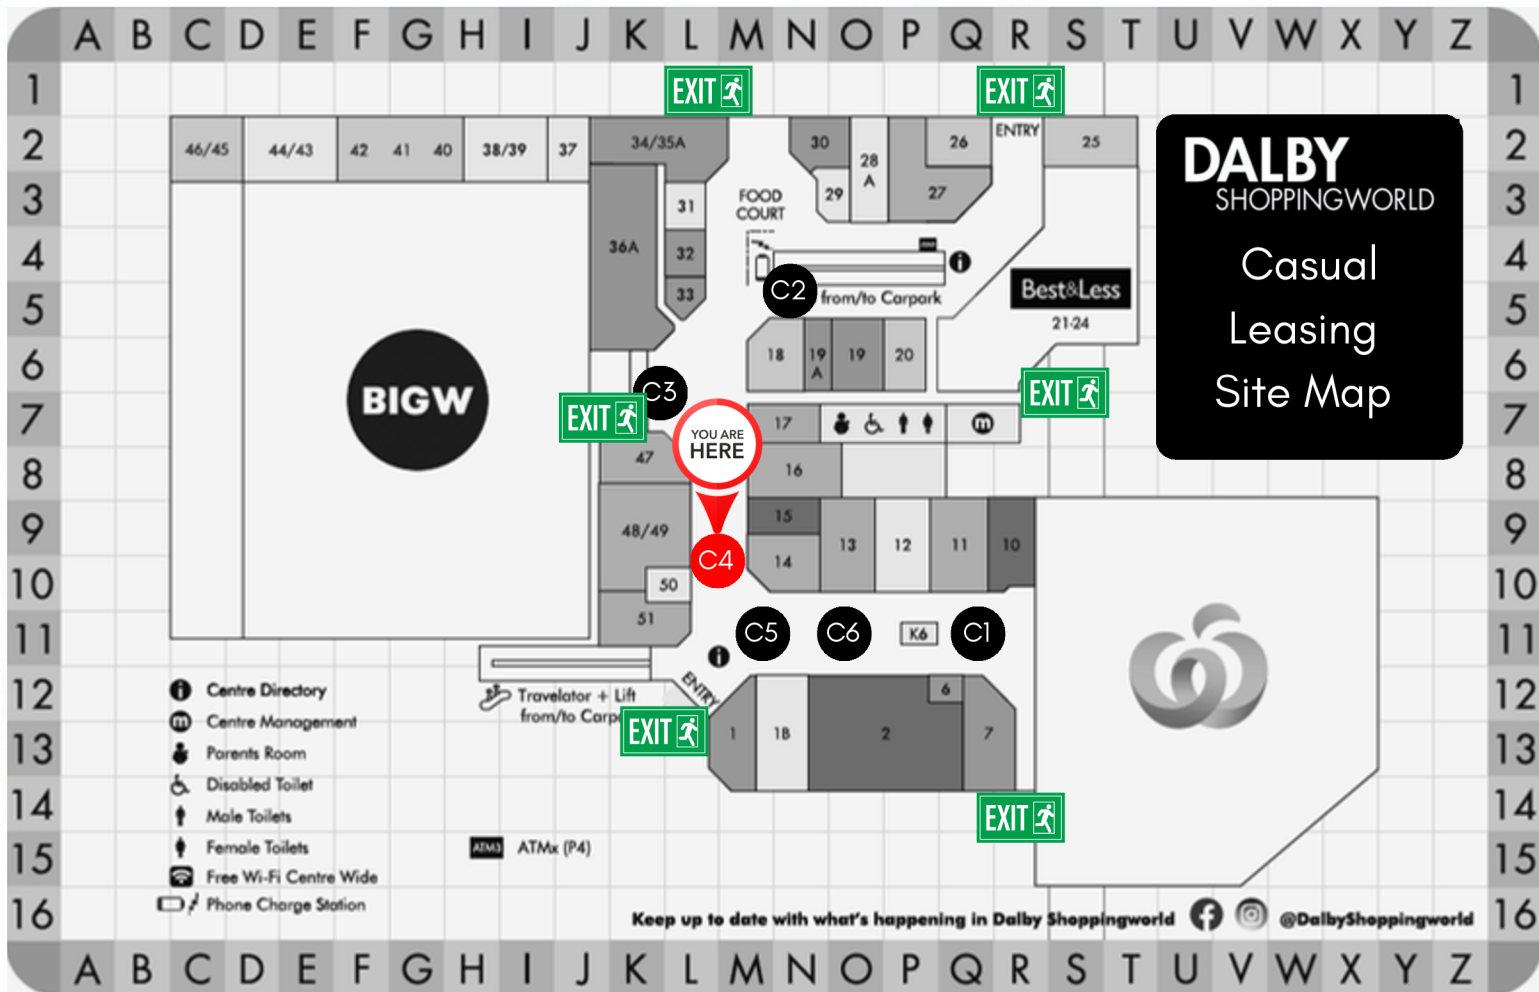 A B C D E F G H I J K L M N O P Q R S T U V W X Y Z
1 EXIT EXIT 1
2 46/45 44/43 42 41 40 38/39 37 34/35A 30 28 A 26 ENTRY 25 2
DALBY
SHOPPINGWORLD
Casual
Leasing
Site Map
3 31 FOOD COURT 29 27 3
4 36A 32 4
C2 from/to Carpark Best&Less
5 33 21-24 5
6 18 19 A 19 20 6
BIGW C3 EXIT EXIT
7 YOU ARE HERE 17 m 7
8 47 16 8
9 48/49 15 13 12 11 10 9
C4 14
10 50 10
11 51 C5 C6 K6 C1 11
i
12 ENTRY 6 12
i Centre Directory
Travelator + Lift
from/to Carp
m Centre Management
13 EXIT 1 1B 2 7 13
Parents Room
Disabled Toilet
14 EXIT 14
Male Toilets
15 Female Toilets ATM3 ATMx (P4) 15
Free Wi-Fi Centre Wide
Phone Charge Station
16 Keep up to date with what's happening in Dalby Shoppingworld @DalbyShoppingworld 16
A B C D E F G H I J K L M N O P Q R S T U V W X Y Z